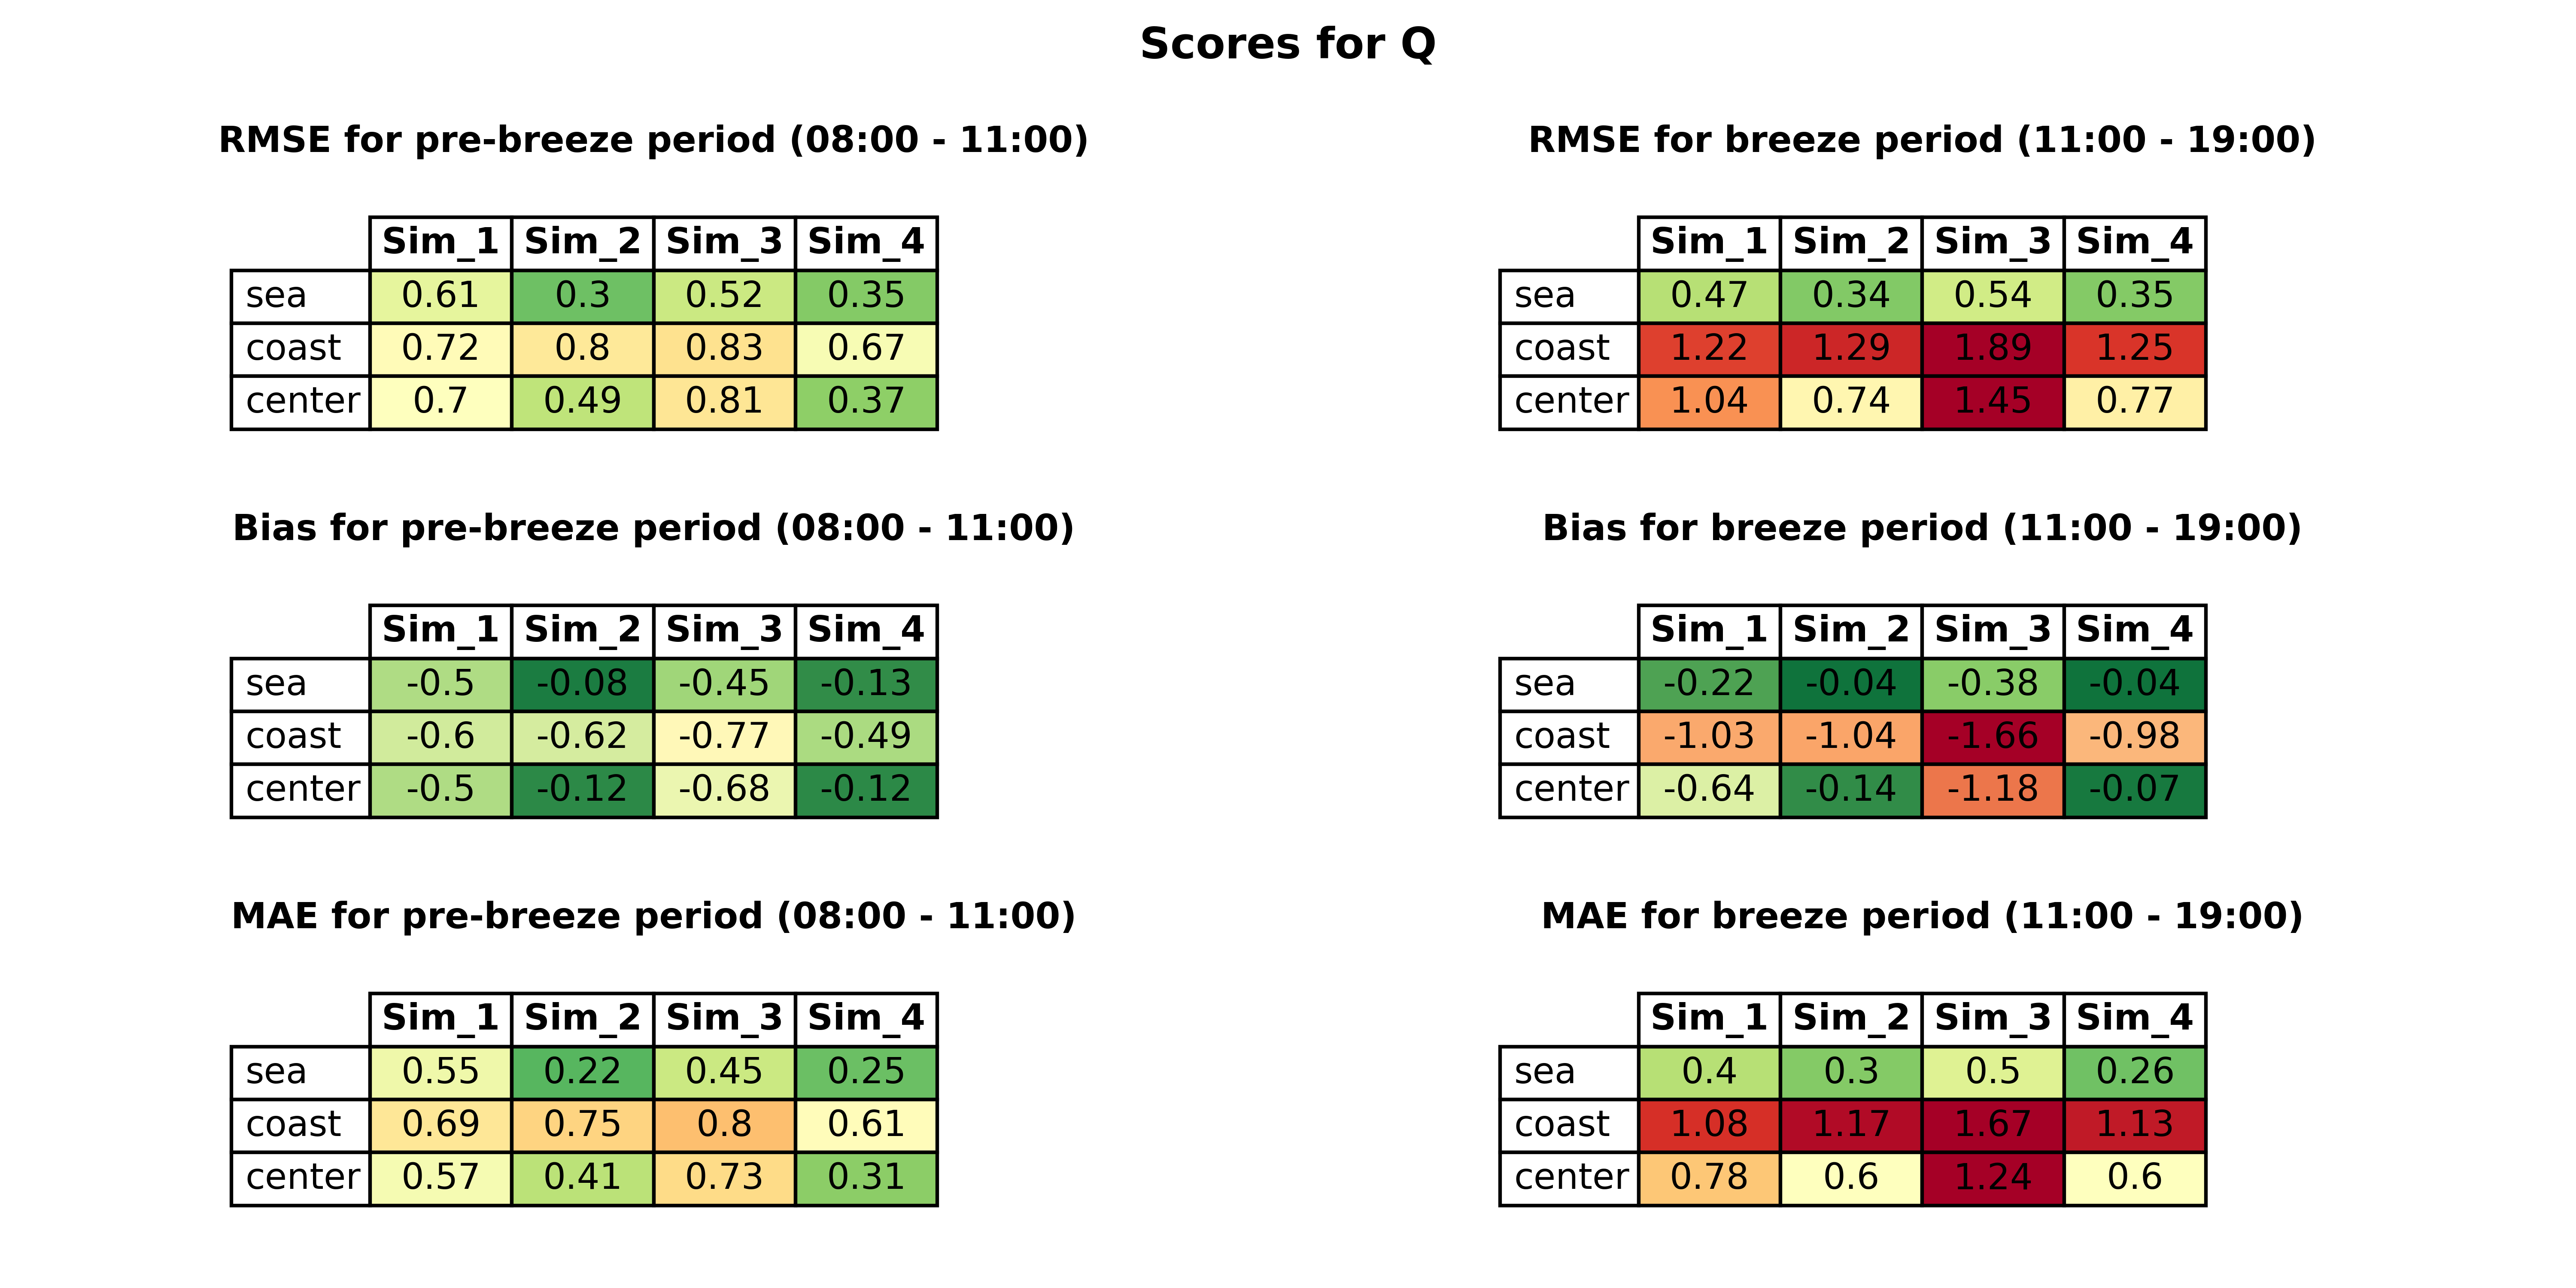 Scores for Q
RMSE for pre-breeze period (08:00 - 11:00)
Sim_1 Sim_2 Sim_3 Sim_4
sea 0.61 0.3 0.52 0.35
coast 0.72 0.8 0.83 0.67
center 0.7 0.49 0.81 0.37
RMSE for breeze period (11:00 - 19:00)
Sim_1 Sim_2 Sim_3 Sim_4
sea 0.47 0.34 0.54 0.35
coast 1.22 1.29 1.89 1.25
center 1.04 0.74 1.45 0.77
Bias for pre-breeze period (08:00 - 11:00)
Sim_1 Sim_2 Sim_3 Sim_4
sea -0.5 -0.08 -0.45 -0.13
coast -0.6 -0.62 -0.77 -0.49
center -0.5 -0.12 -0.68 -0.12
Bias for breeze period (11:00 - 19:00)
Sim_1 Sim_2 Sim_3 Sim_4
sea -0.22 -0.04 -0.38 -0.04
coast -1.03 -1.04 -1.66 -0.98
center -0.64 -0.14 -1.18 -0.07
MAE for pre-breeze period (08:00 - 11:00)
Sim_1 Sim_2 Sim_3 Sim_4
sea 0.55 0.22 0.45 0.25
coast 0.69 0.75 0.8 0.61
center 0.57 0.41 0.73 0.31
MAE for breeze period (11:00 - 19:00)
Sim_1 Sim_2 Sim_3 Sim_4
sea 0.4 0.3 0.5 0.26
coast 1.08 1.17 1.67 1.13
center 0.78 0.6 1.24 0.6